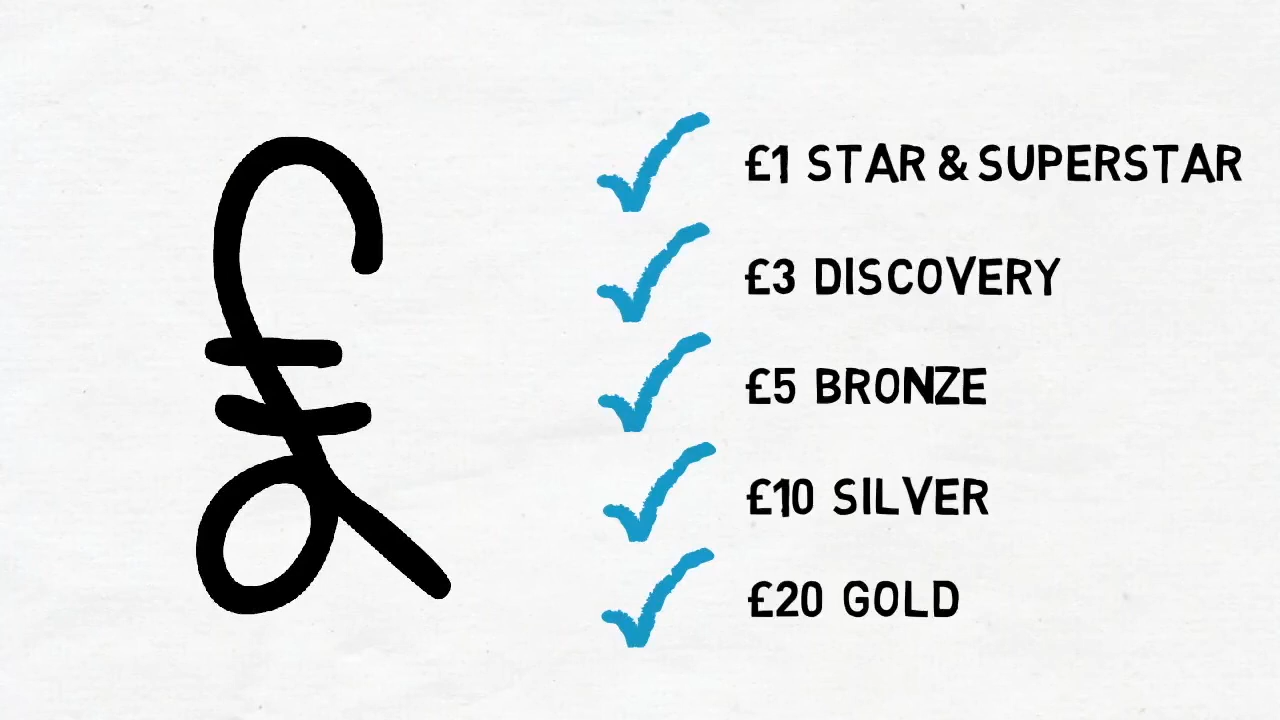 £
£1 STAR & SUPERSTAR
£3 DISCOVERY
£5 BRONZE
£10 SILVER
£20 GOLD